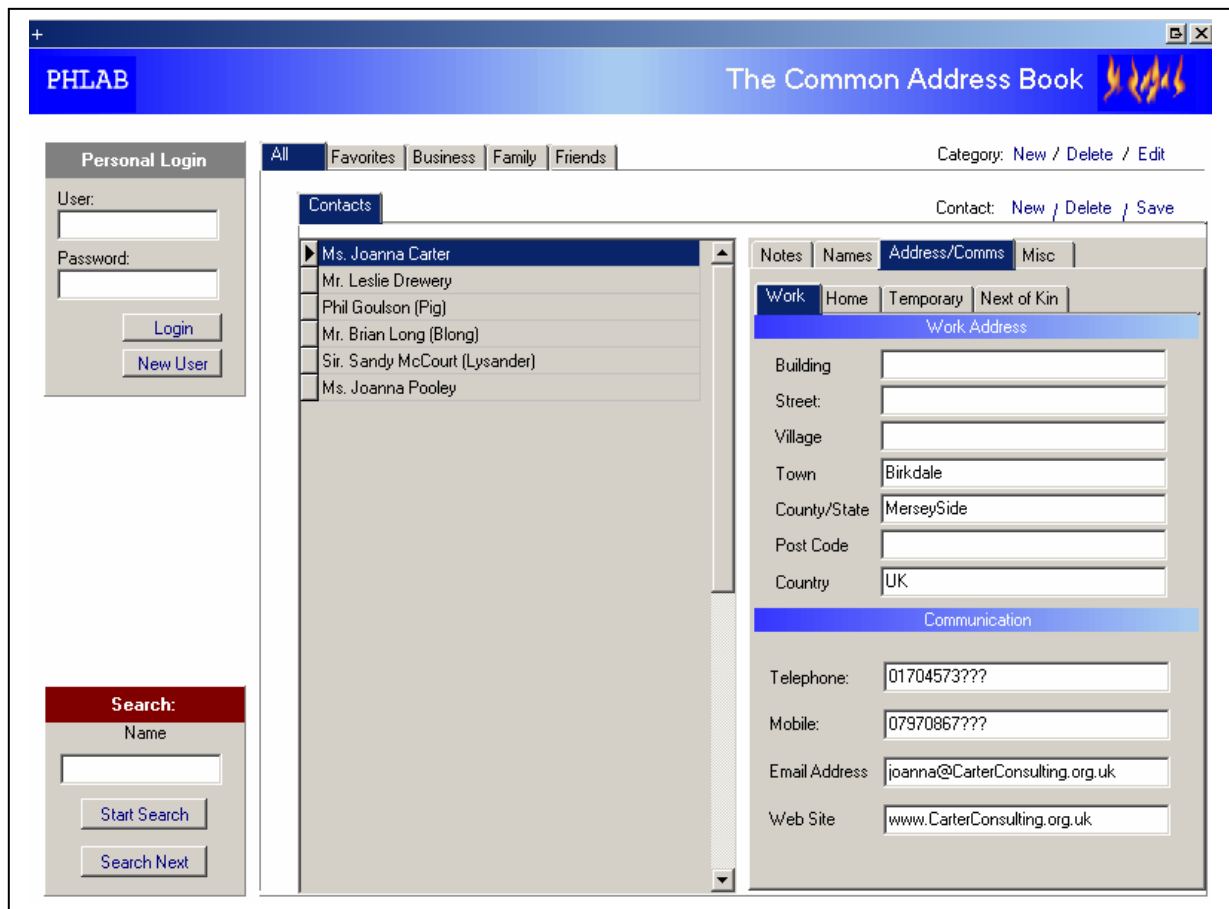 +
PHLAB
The Common Address Book
Personal Login
User:
Password:
Login
New User
All Favorites Business Family Friends
Category: New / Delete / Edit
Contacts
Contact: New / Delete / Save
Ms. Joanna Carter
Mr. Leslie Drewery
Phil Goulson (Pig)
Mr. Brian Long (Blong)
Sir. Sandy McCourt (Lysander)
Ms. Joanna Pooley
Notes Names Address/Comms Misc
Work Home Temporary Next of Kin
Work Address
Building
Street:
Village
Town Birkdale
County/State MerseySide
Post Code
Country UK
Communication
Telephone: 01704573???
Mobile: 07970867???
Email Address joanna@CarterConsulting.org.uk
Web Site www.CarterConsulting.org.uk
Search:
Name
Start Search
Search Next